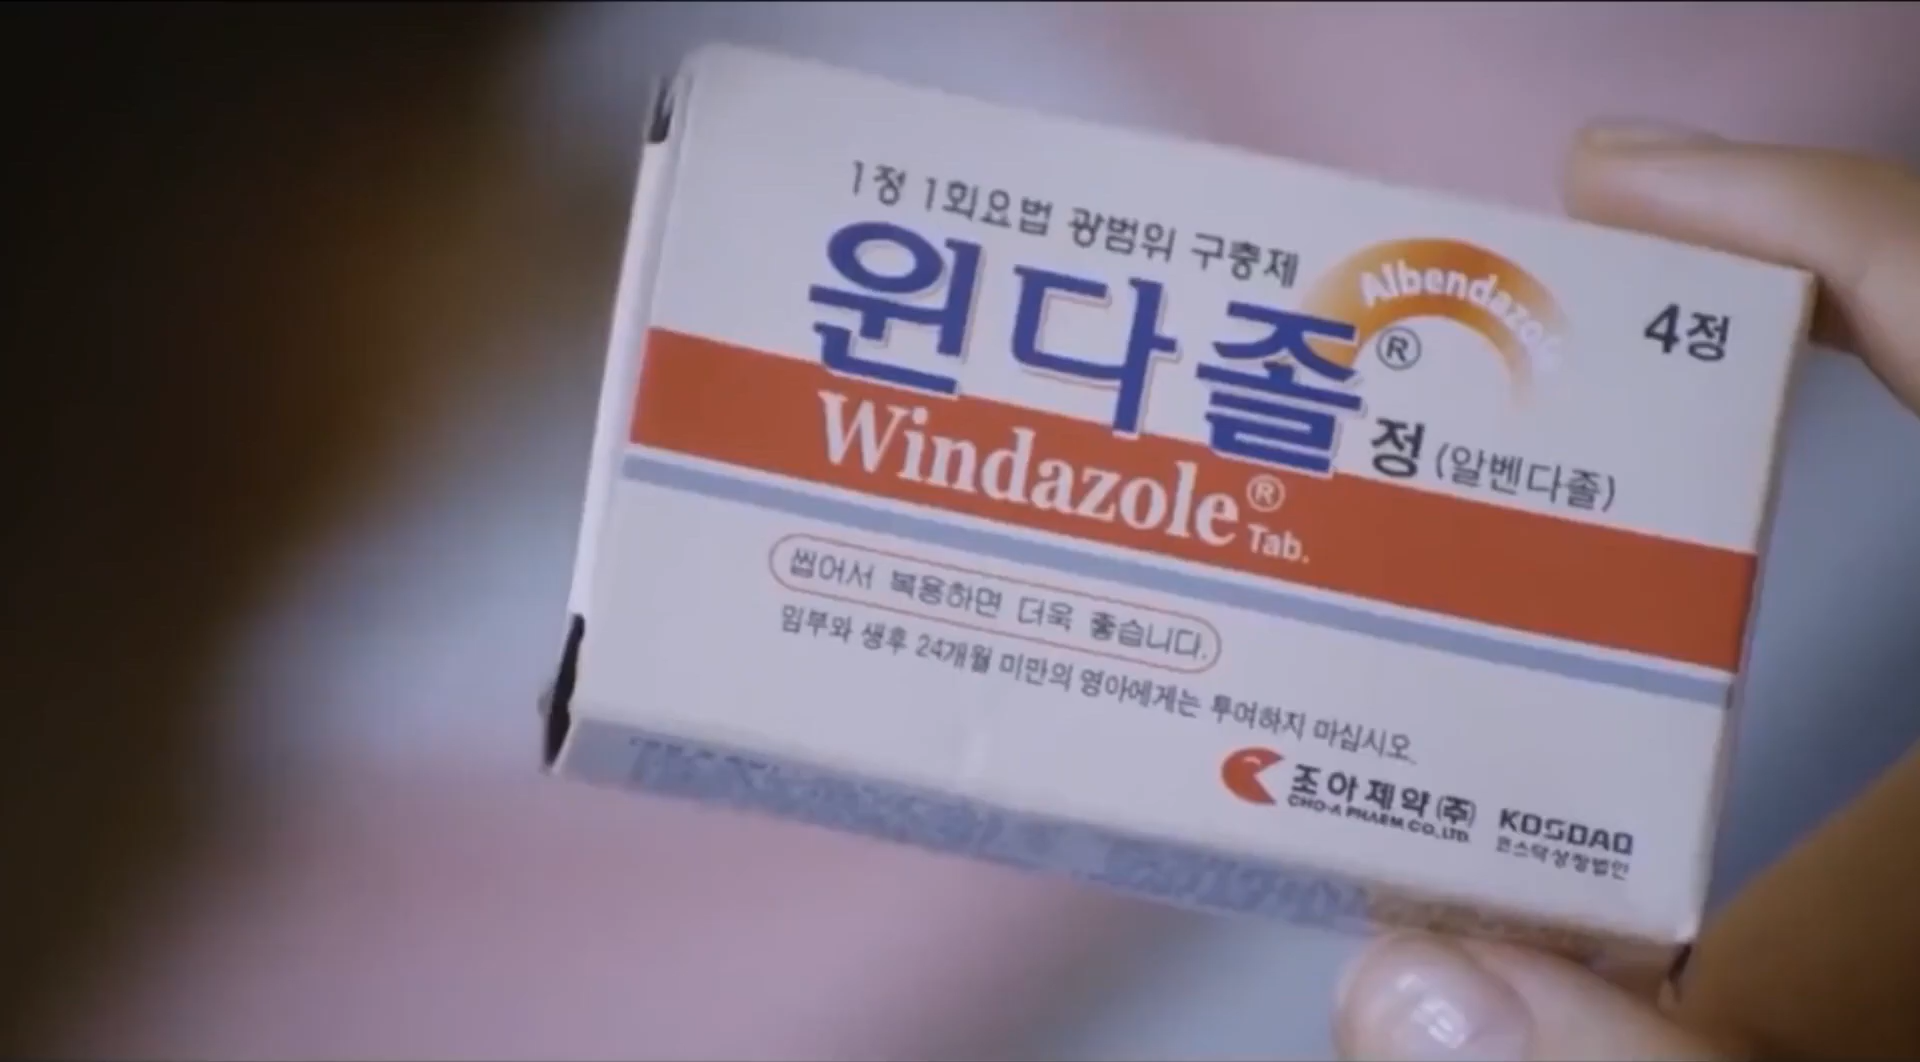 1정 1회요법 광범위 구충제
Albendazole
4정
윈다졸® 정 (알벤다졸)
Windazole® Tab.
씹어서 복용하면 더욱 좋습니다.
임부와 생후 24개월 미만의 영아에게는 투여하지 마십시오.
조아제약(주) KOSDAQ
CHO-A PHARM CO., LTD. 코스닥상장법인